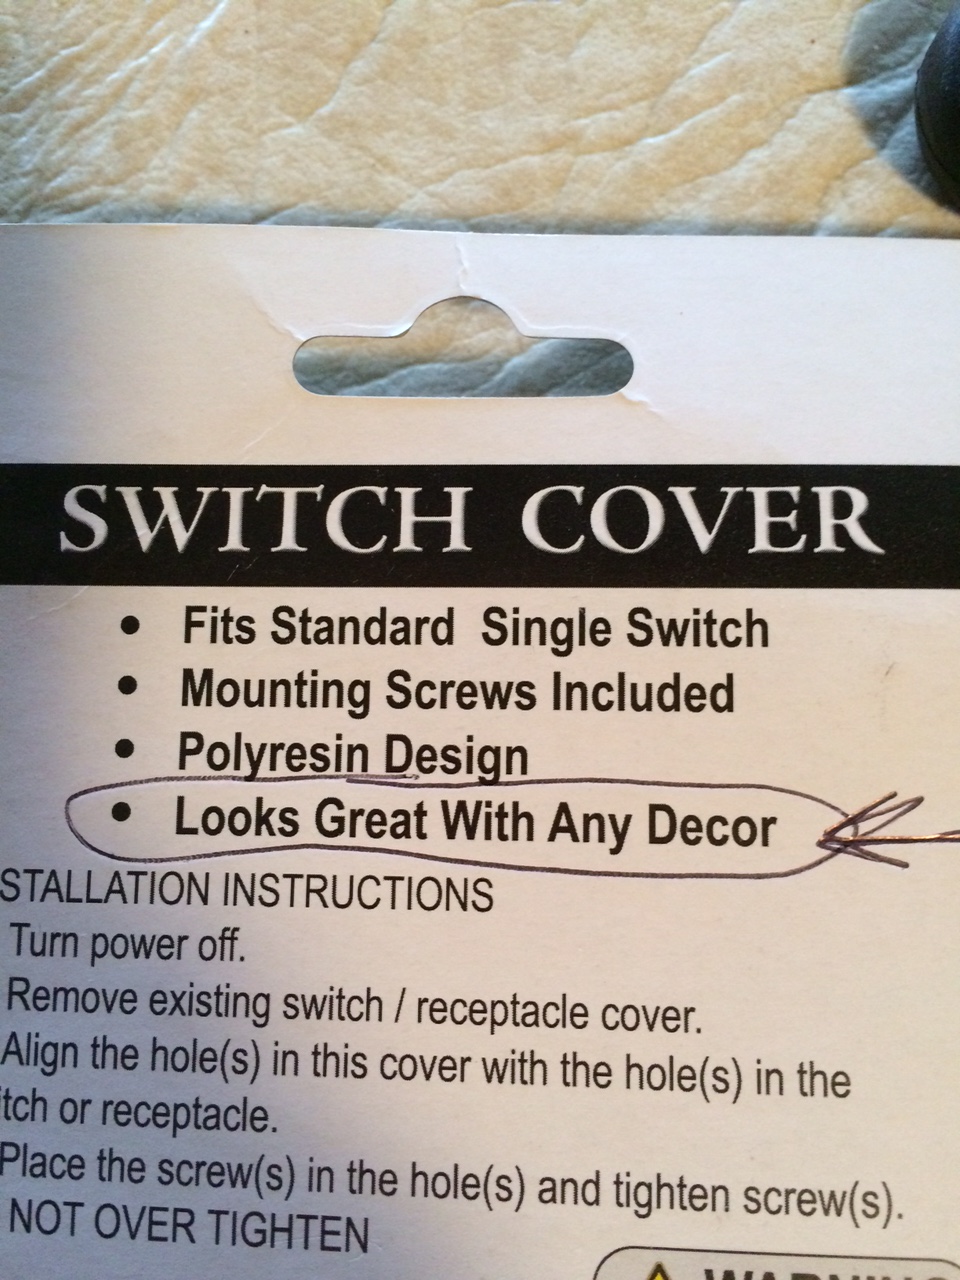 SWITCH COVER
• Fits Standard Single Switch
• Mounting Screws Included
• Polyresin Design
• Looks Great With Any Decor
STALLATION INSTRUCTIONS
Turn power off.
Remove existing switch / receptacle cover.
Align the hole(s) in this cover with the hole(s) in the
itch or receptacle.
Place the screw(s) in the hole(s) and tighten screw(s).
NOT OVER TIGHTEN
WARNING